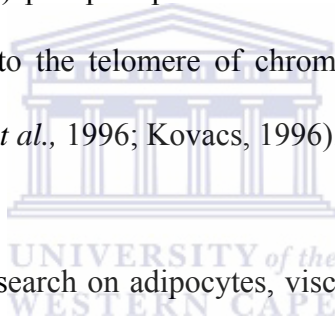 to the telomere of chrom
et al., 1996; Kovacs, 1996)
UNIVERSITY of the
search on adipocytes, visc
WESTERN CAPE